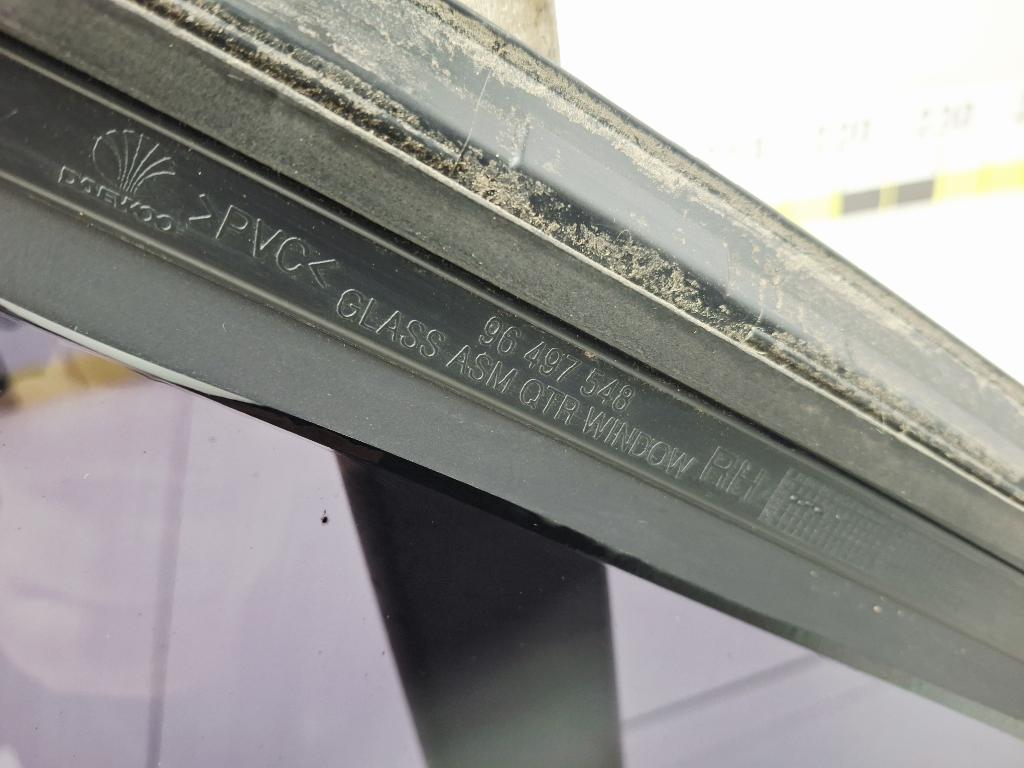 DAEWOO
>PVC<
96 497 548
GLASS ASM QTR WINDOW RH